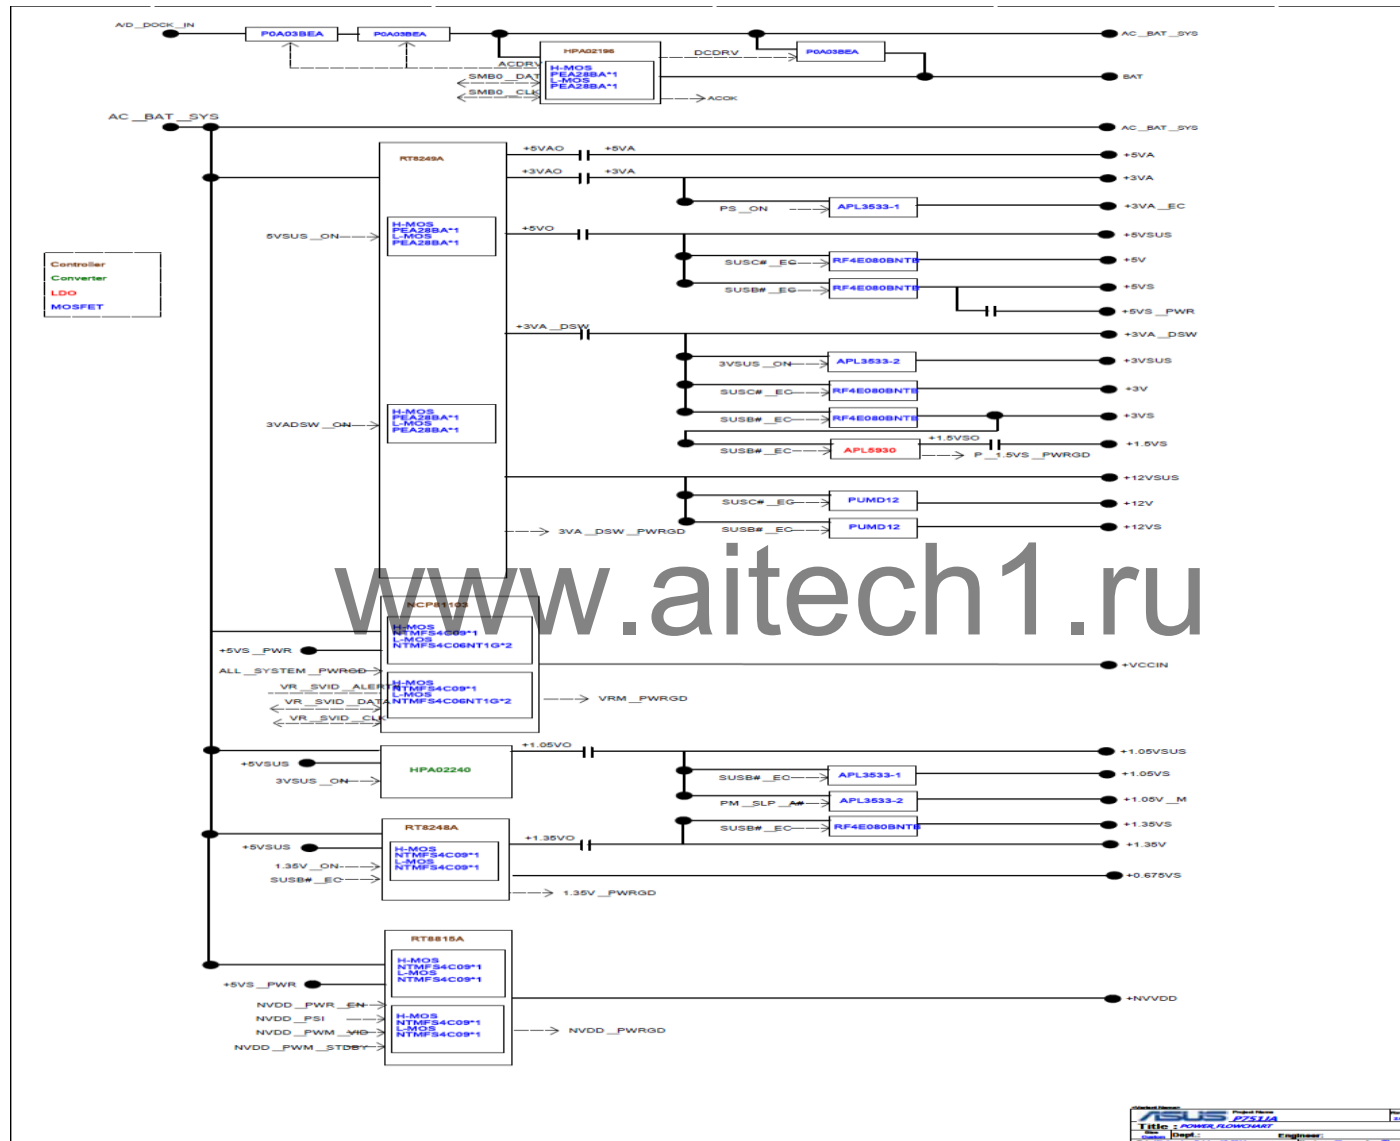 A/D_DOCK_IN
P0A03BEA
P0A03BEA
AC_BAT_SYS
HPA02196
ACDRV
DCDRV
P0A03BEA
H-MOS
PEA28BA*1
L-MOS
PEA28BA*1
SMB0_DAT
SMB0_CLK
BAT
ACOK
AC_BAT_SYS
AC_BAT_SYS
RT8249A
+5VAO
+5VA
+5VA
+3VAO
+3VA
+3VA
PS_ON
APL3533-1
+3VA_EC
5VSUS_ON
H-MOS
PEA28BA*1
L-MOS
PEA28BA*1
+5VO
+5VSUS
SUSC#_EC
RF4E080BNTB
+5V
SUSB#_EC
RF4E080BNTB
+5VS
+5VS_PWR
Controller
Converter
LDO
MOSFET
+3VA_DSW
+3VA_DSW
3VSUS_ON
APL3533-2
+3VSUS
SUSC#_EC
RF4E080BNTB
+3V
3VADSW_ON
H-MOS
PEA28BA*1
L-MOS
PEA28BA*1
SUSB#_EC
RF4E080BNTB
+3VS
SUSB#_EC
APL5930
+1.5VSO
+1.5VS
P_1.5VS_PWRGD
+12VSUS
SUSC#_EC
PUMD12
+12V
SUSB#_EC
PUMD12
+12VS
3VA_DSW_PWRGD
www.aitech1.ru
NCP81103
H-MOS
NTMFS4C09*1
L-MOS
NTMFS4C06NT1G*2
+5VS_PWR
ALL_SYSTEM_PWRGD
+VCCIN
VR_SVID_ALERT#
VR_SVID_DATA
VR_SVID_CLK
H-MOS
NTMFS4C09*1
L-MOS
NTMFS4C06NT1G*2
VRM_PWRGD
HPA02240
+5VSUS
3VSUS_ON
+1.05VO
+1.05VSUS
SUSB#_EC
APL3533-1
+1.05VS
PM_SLP_A#
APL3533-2
+1.05V_M
SUSB#_EC
RF4E080BNTB
+1.35VS
RT8248A
+5VSUS
1.35V_ON
SUSB#_EC
H-MOS
NTMFS4C09*1
L-MOS
NTMFS4C09*1
+1.35VO
+1.35V
+0.675VS
1.35V_PWRGD
RT8815A
H-MOS
NTMFS4C09*1
L-MOS
NTMFS4C09*1
+5VS_PWR
+NVVDD
NVDD_PWR_EN
NVDD_PSI
NVDD_PWM_VID
NVDD_PWM_STDBY
H-MOS
NTMFS4C09*1
L-MOS
NTMFS4C09*1
NVDD_PWRGD
<Variant Name>
ASUS
Project Name
P751JA
Title : POWER_FLOWCHART
Size
Custom
Dept.:
Engineer: